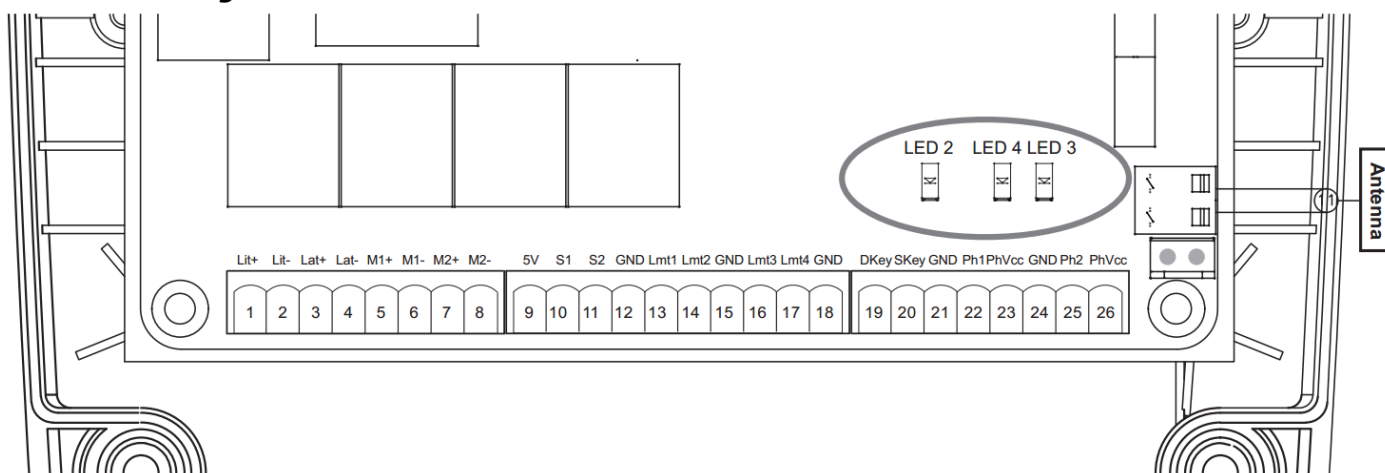 LED 2 LED 4 LED 3
Antenna
11
Lit+ Lit- Lat+ Lat- M1+ M1- M2+ M2- 5V S1 S2 GND Lmt1 Lmt2 GND Lmt3 Lmt4 GND DKey SKey GND Ph1 PhVcc GND Ph2 PhVcc
1 2 3 4 5 6 7 8 9 10 11 12 13 14 15 16 17 18 19 20 21 22 23 24 25 26